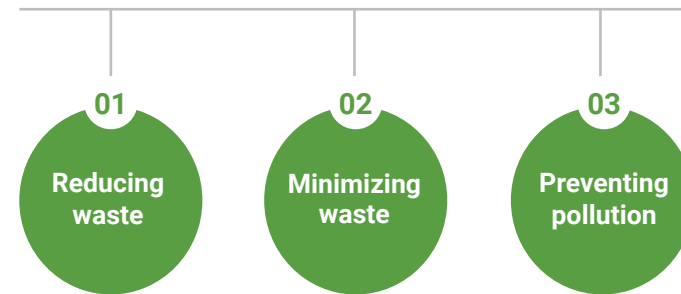 01
Reducing
waste
02
Minimizing
waste
03
Preventing
pollution